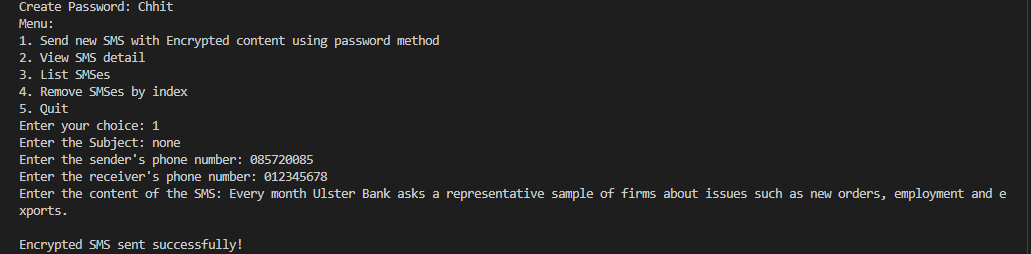 Create Password: Chhit
Menu:
1. Send new SMS with Encrypted content using password method
2. View SMS detail
3. List SMSes
4. Remove SMSes by index
5. Quit
Enter your choice: 1
Enter the Subject: none
Enter the sender's phone number: 085720085
Enter the receiver's phone number: 012345678
Enter the content of the SMS: Every month Ulster Bank asks a representative sample of firms about issues such as new orders, employment and e
xports.
Encrypted SMS sent successfully!